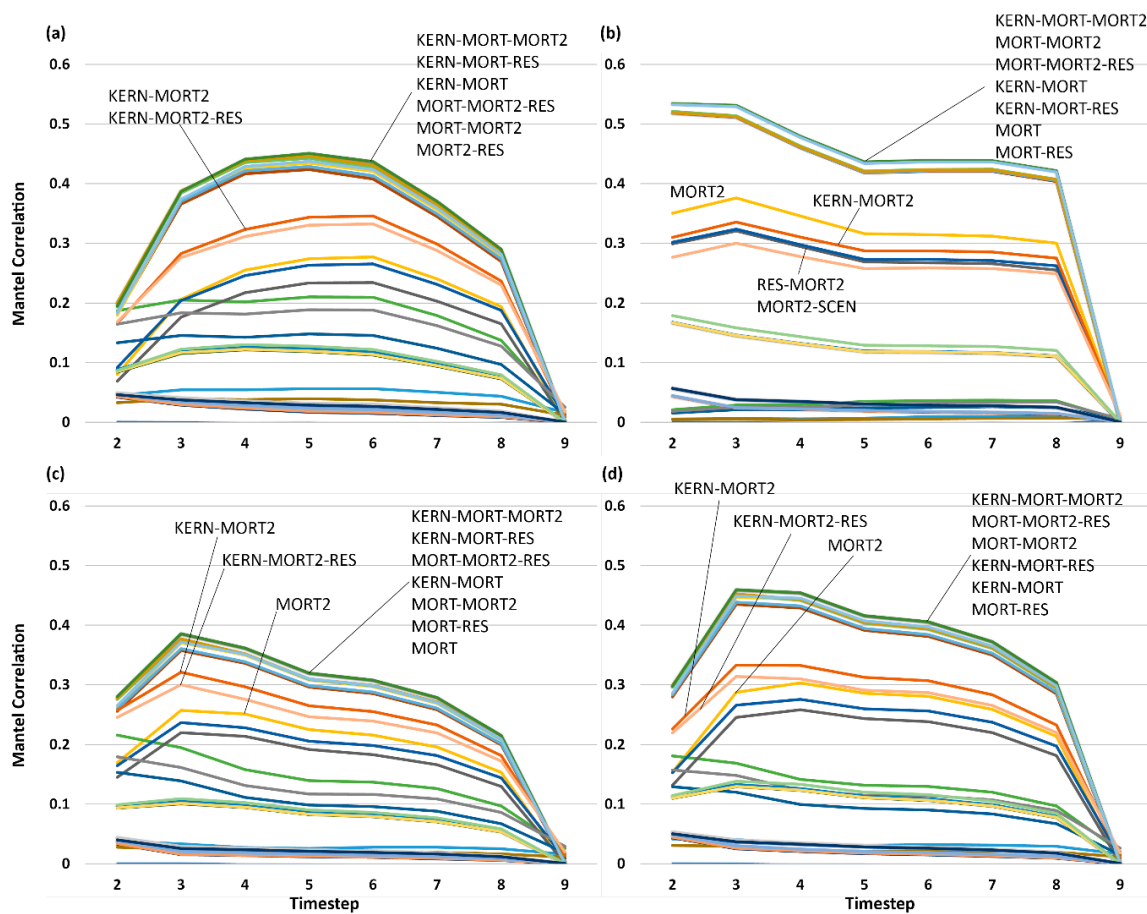 (a)
KERN-MORT-MORT2
KERN-MORT-RES
KERN-MORT
MORT-MORT2-RES
MORT-MORT2
MORT2-RES
KERN-MORT2
KERN-MORT2-RES
0.6
0.5
0.4
0.3
0.2
0.1
0
Mantel Correlation
2 3 4 5 6 7 8 9
(b)
KERN-MORT-MORT2
MORT-MORT2
MORT-MORT2-RES
KERN-MORT
KERN-MORT-RES
MORT
MORT-RES
MORT2
KERN-MORT2
RES-MORT2
MORT2-SCEN
0.6
0.5
0.4
0.3
0.2
0.1
0
2 3 4 5 6 7 8 9
(c)
KERN-MORT2
KERN-MORT2-RES
MORT2
KERN-MORT-MORT2
KERN-MORT-RES
MORT-MORT2-RES
KERN-MORT
MORT-MORT2
MORT-RES
MORT
0.6
0.5
0.4
0.3
0.2
0.1
0
Mantel Correlation
2 3 4 5 6 7 8 9
Timestep
(d)
KERN-MORT2
KERN-MORT2-RES
MORT2
KERN-MORT-MORT2
MORT-MORT2-RES
MORT-MORT2
KERN-MORT-RES
KERN-MORT
MORT-RES
0.6
0.5
0.4
0.3
0.2
0.1
0
2 3 4 5 6 7 8 9
Timestep